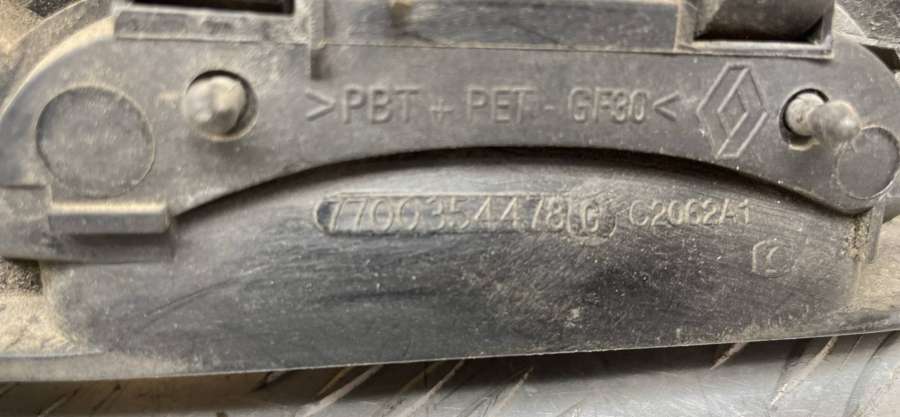 >PBT + PET - GF30<
7700354478 G C2062A1